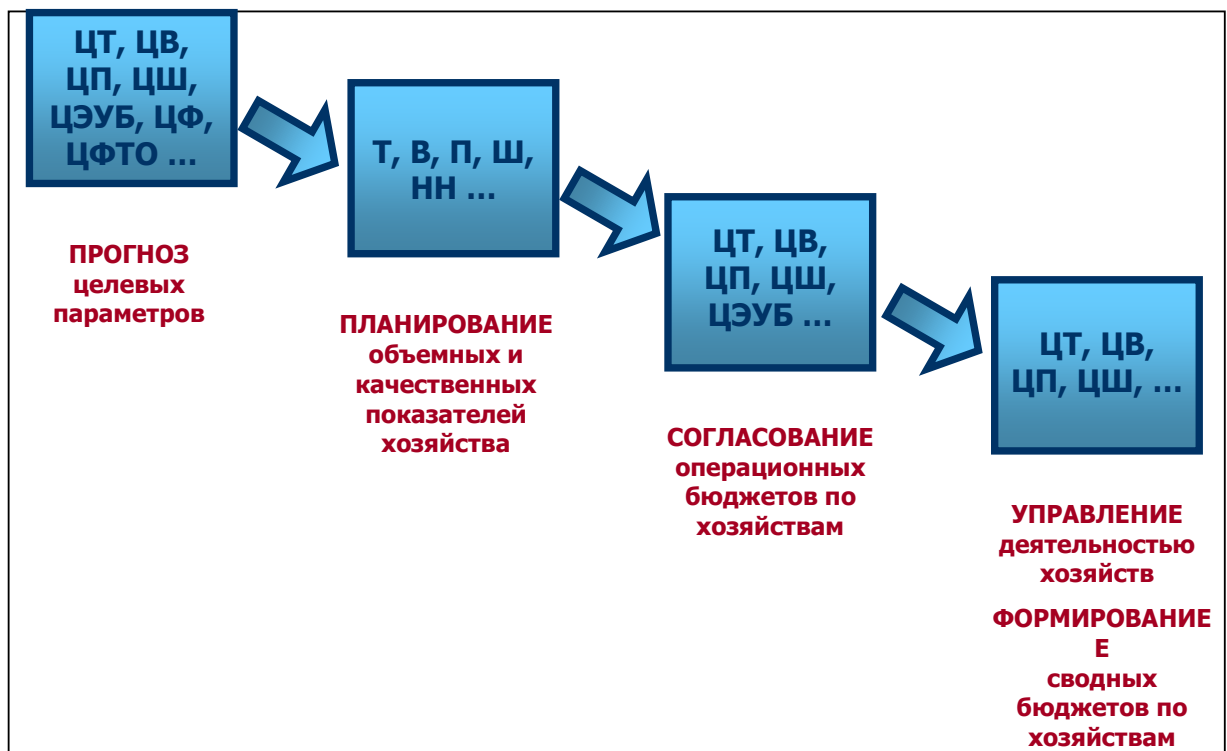 ЦТ, ЦВ,
ЦП, ЦШ,
ЦЭУБ, ЦФ,
ЦФТО ...
ПРОГНОЗ
целевых
параметров
Т, В, П, Ш,
НН ...
ПЛАНИРОВАНИЕ
объемных и
качественных
показателей
хозяйства
ЦТ, ЦВ,
ЦП, ЦШ,
ЦЭУБ ...
СОГЛАСОВАНИЕ
операционных
бюджетов по
хозяйствам
ЦТ, ЦВ,
ЦП, ЦШ, ...
УПРАВЛЕНИЕ
деятельностью
хозяйств
ФОРМИРОВАНИЕ
Е
сводных
бюджетов по
хозяйствам